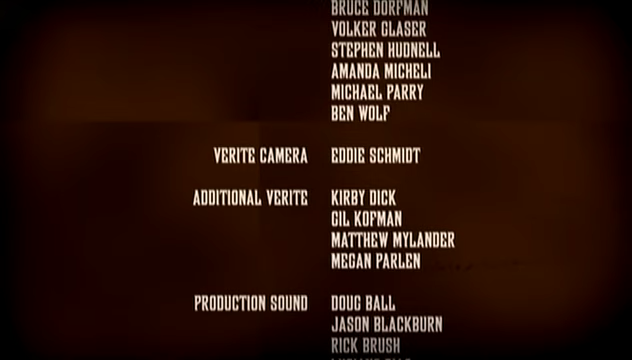 BRUCE DORFMAN
VOLKER GLASER
STEPHEN HUDNELL
AMANDA MICHELI
MICHAEL PARRY
BEN WOLF
VERITE CAMERA EDDIE SCHMIDT
ADDITIONAL VERITE KIRBY DICK
GIL KOFMAN
MATTHEW MYLANDER
MEGAN PARLEN
PRODUCTION SOUND DOUG BALL
JASON BLACKBURN
RICK BRUSH